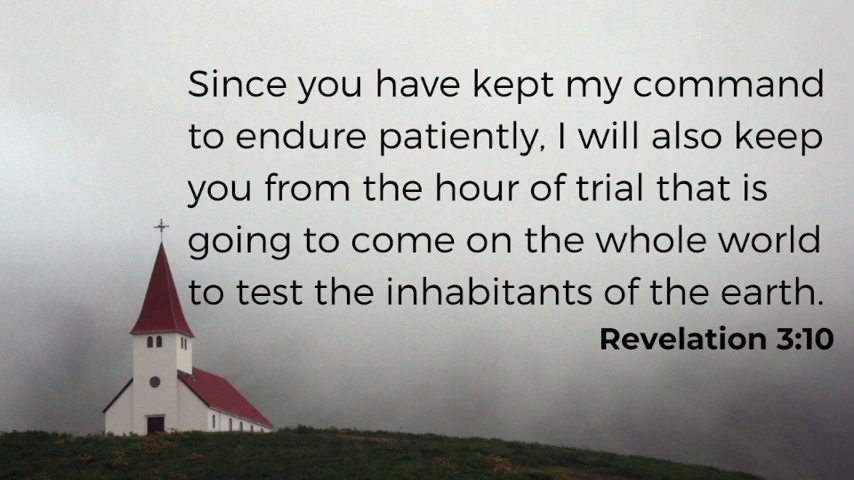 Since you have kept my command
to endure patiently, I will also keep
you from the hour of trial that is
going to come on the whole world
to test the inhabitants of the earth.
Revelation 3:10